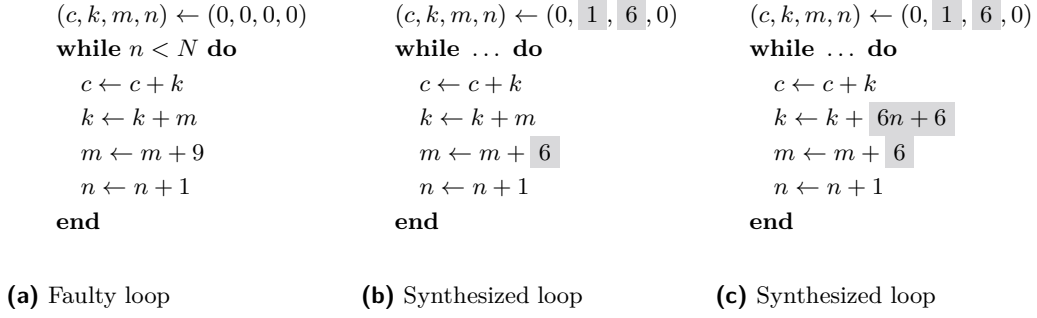 (c, k, m, n) ← (0, 0, 0, 0)
while n < N do
c ← c + k
k ← k + m
m ← m + 9
n ← n + 1
end
(a) Faulty loop
(c, k, m, n) ← (0, 1, 6, 0)
while … do
c ← c + k
k ← k + m
m ← m + 6
n ← n + 1
end
(b) Synthesized loop
(c, k, m, n) ← (0, 1, 6, 0)
while … do
c ← c + k
k ← k + 6n + 6
m ← m + 6
n ← n + 1
end
(c) Synthesized loop